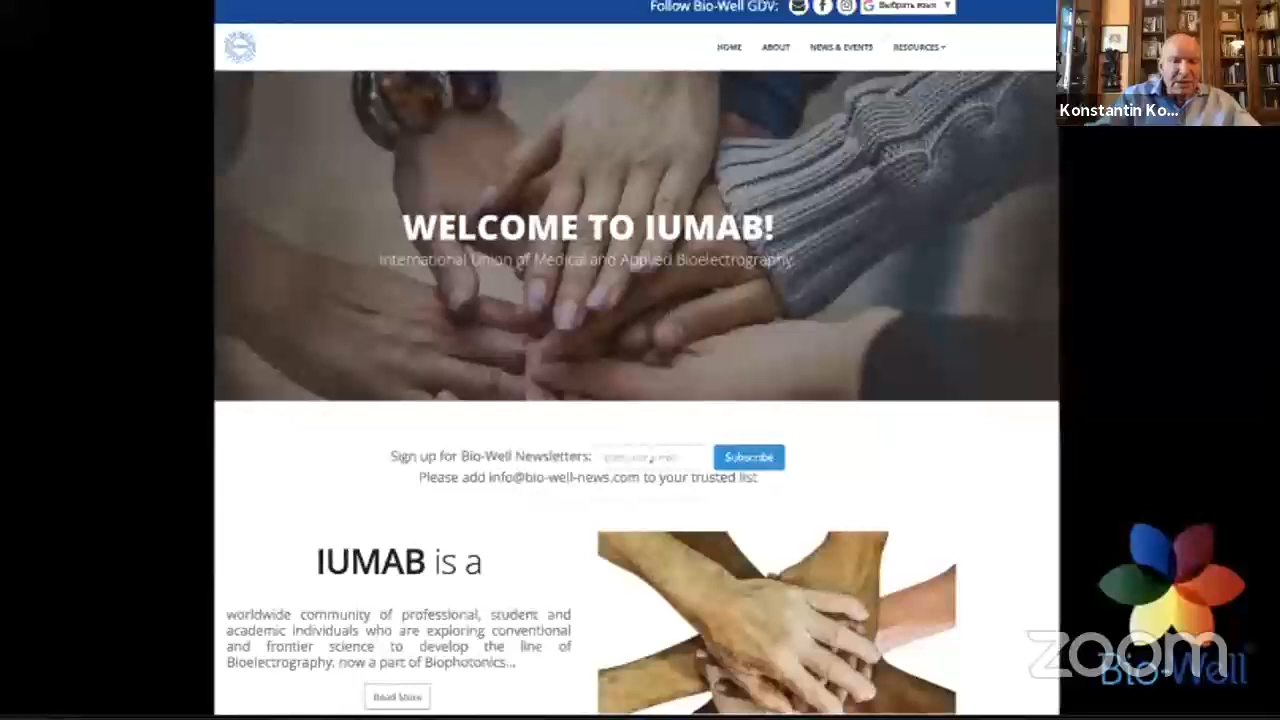 Follow Bio-Well GDV:
Выбрать язык
HOME ABOUT NEWS & EVENTS RESOURCES
Konstantin Ko...
WELCOME TO IUMAB!
International Union of Medical and Applied Bioelectrography
Sign up for Bio-Well Newsletters:
Subscribe
Please add info@bio-well-news.com to your trusted list
IUMAB is a
worldwide community of professional, student and
academic individuals who are exploring conventional
and frontier science to develop the line of
Bioelectrography, now a part of Biophotonics...
Read More
zoom
Bio-Well